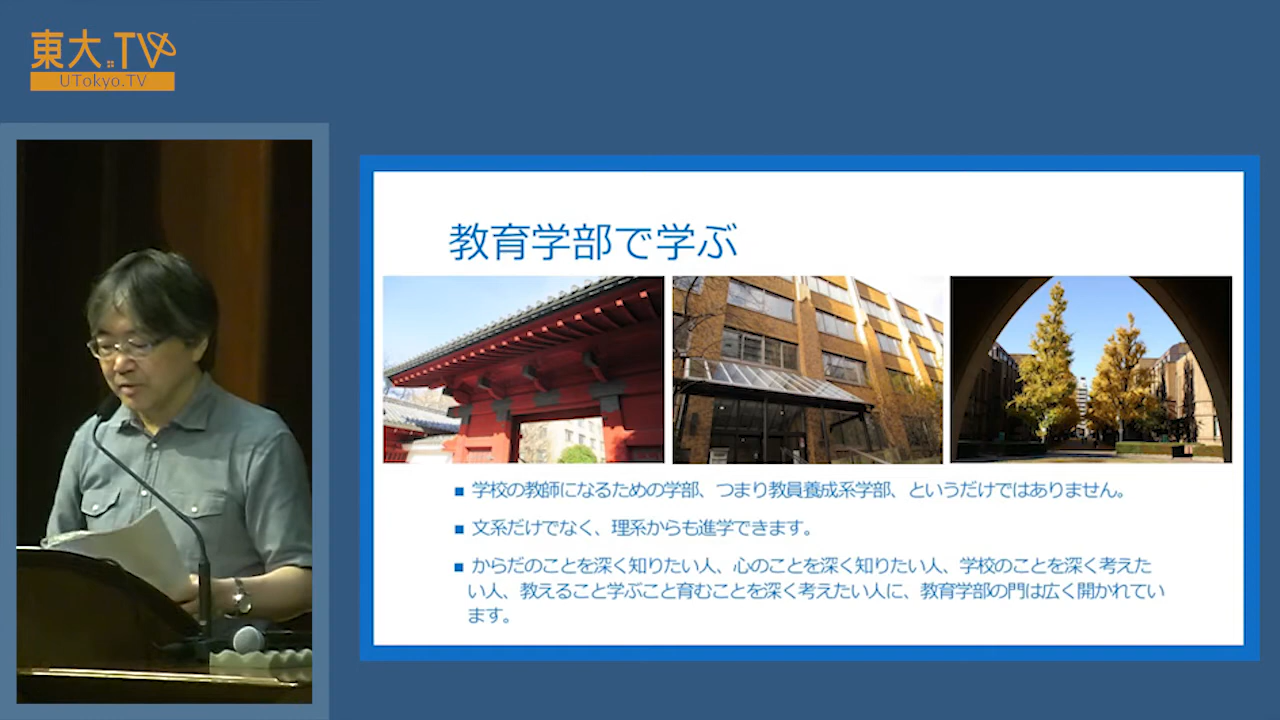 東大.TV
UTokyo.TV
教育学部で学ぶ
■ 学校の教師になるための学部、つまり教員養成系学部、というだけではありません。
■ 文系だけでなく、理系からも進学できます。
■ からだのことを深く知りたい人、心のことを深く知りたい人、学校のことを深く考えた
い人、教えること学ぶこと育むことを深く考えたい人に、教育学部の門は広く開かれてい
ます。